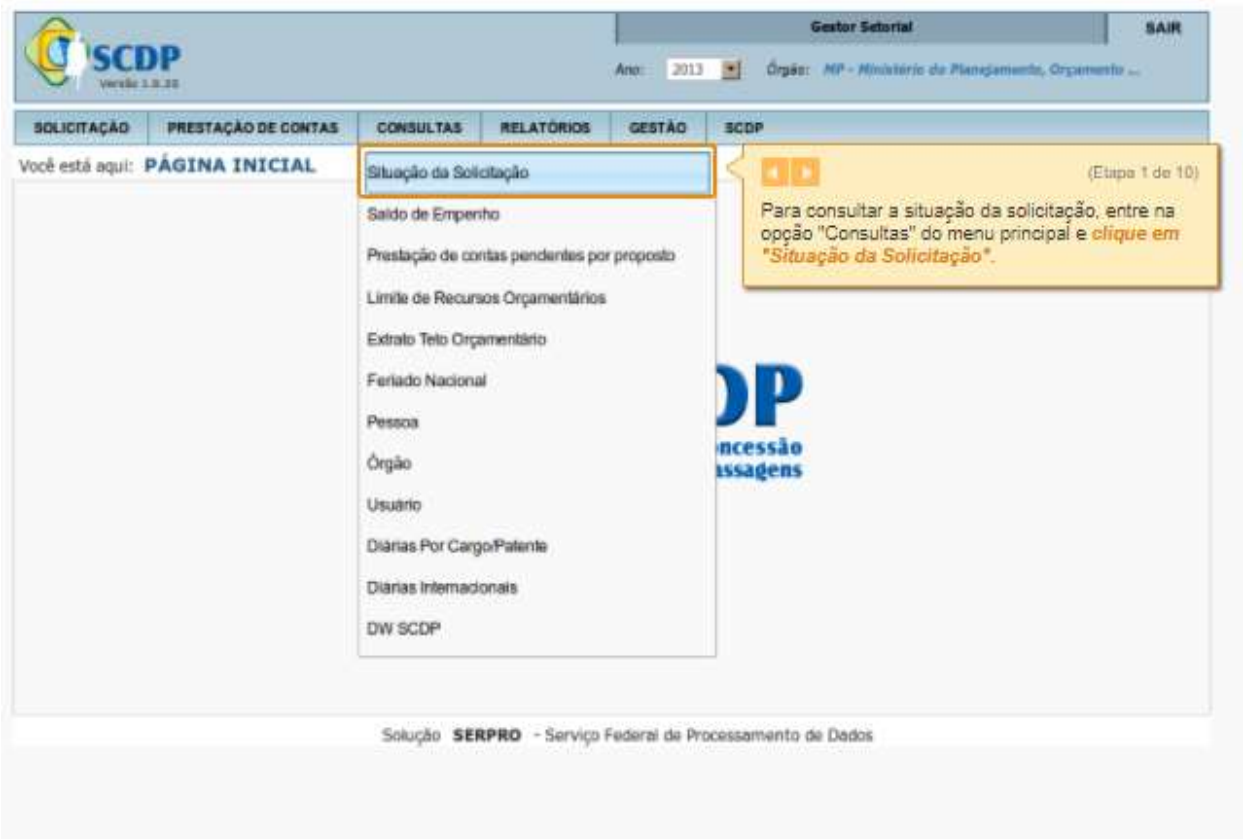 Gestor Setorial
SAIR
SCDP
Ano: 2013 Órgão: MP - Ministério do Planejamento, Orçamento ...
SOLICITAÇÃO PRESTAÇÃO DE CONTAS CONSULTAS RELATÓRIOS GESTÃO SCDP
Você está aqui: PÁGINA INICIAL
Situação da Solicitação
Saldo de Empenho
Prestação de contas pendentes por proposto
Limite de Recursos Orçamentários
Extrato Teto Orçamentário
Feriado Nacional
Pessoa
Órgão
Usuário
Diárias Por Cargo/Patente
Diárias Internacionais
DW SCDP
(Etapa 1 de 10)
Para consultar a situação da solicitação, entre na
opção "Consultas" do menu principal e clique em
"Situação da Solicitação".
DP
ncessão
assagens
Solução SERPRO - Serviço Federal de Processamento de Dados